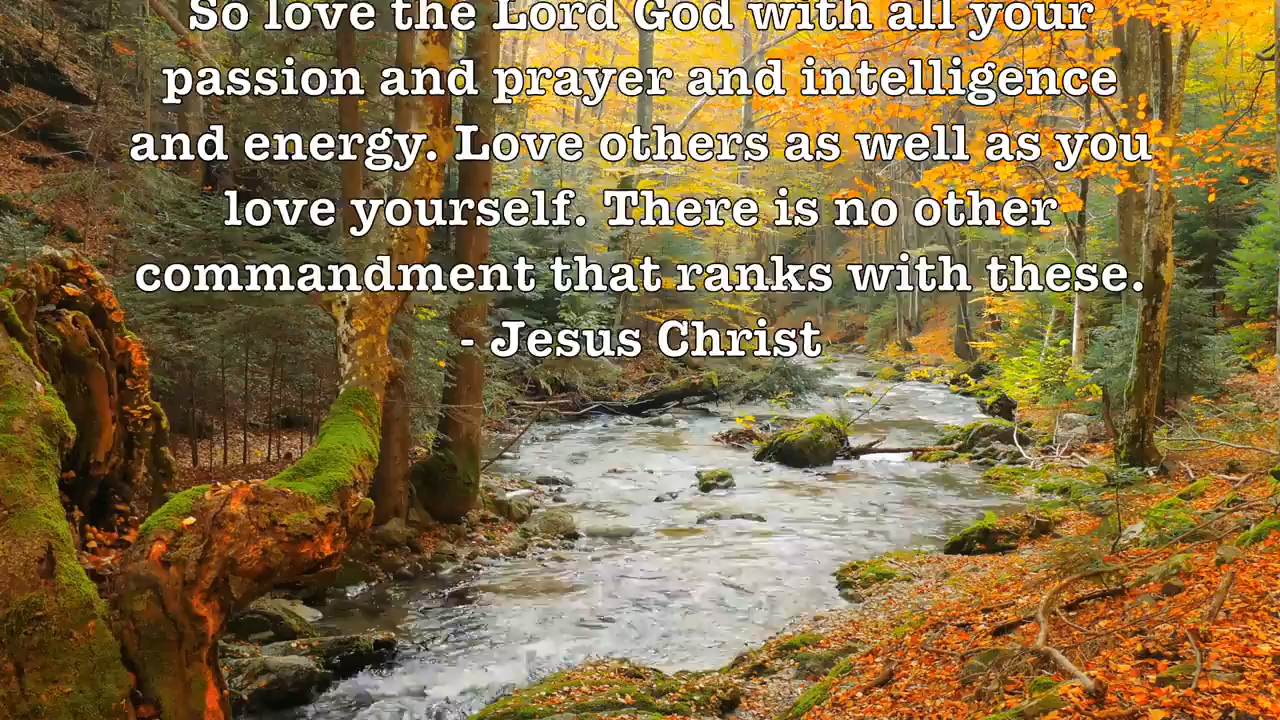 So love the Lord God with all your
passion and prayer and intelligence
and energy. Love others as well as you
love yourself. There is no other
commandment that ranks with these.
- Jesus Christ